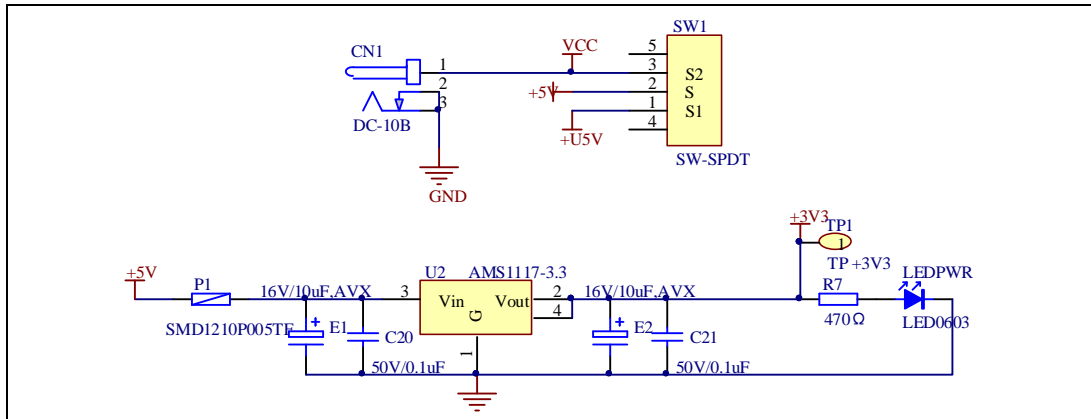 SW1
VCC
5
CN1
1
3
S2
2
+5V
2
S
3
1
S1
DC-10B
4
+U5V
SW-SPDT
GND
+3V3
TP1
1
+5V
P1
U2
AMS1117-3.3
TP +3V3
LEDPWR
R7
16V/10uF,AVX
3
Vin
Vout
2
16V/10uF,AVX
4
G
SMD1210P005TF
+
E1
C20
+
E2
C21
470Ω
LED0603
1
50V/0.1uF
50V/0.1uF